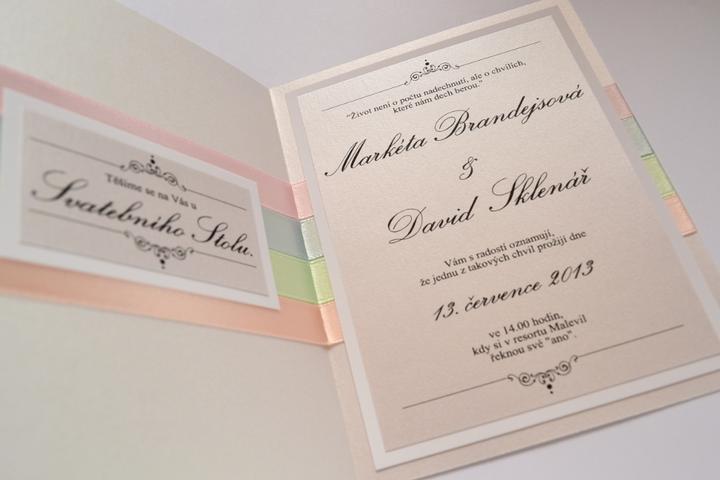 Těšíme se na Vás u
Svatebního Stolu.
"Život není o počtu nadechnutí, ale o chvílích,
které nám dech berou."
Markéta Brandejsová
&
David Sklenář
Vám s radostí oznamují,
že jednu z takových chvil prožijí dne
13. července 2013
ve 14.00 hodin,
kdy si v resortu Malevil
řeknou své "ano".